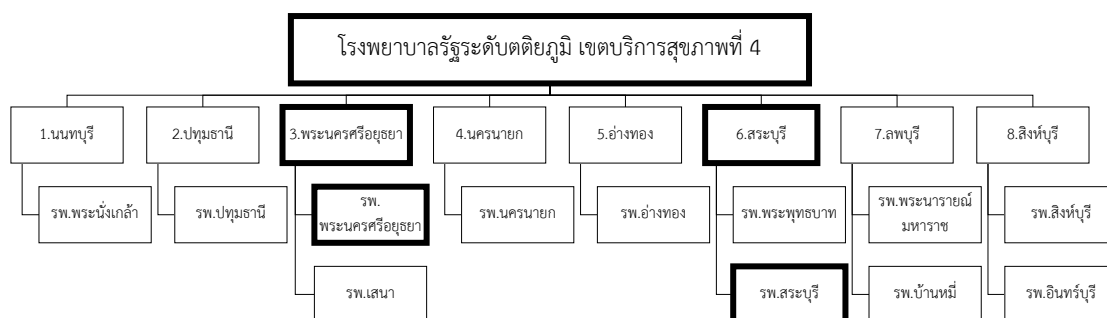 โรงพยาบาลรัฐระดับตติยภูมิ เขตบริการสุขภาพที่ 4
1.นนทบุรี
2.ปทุมธานี
3.พระนครศรีอยุธยา
4.นครนายก
5.อ่างทอง
6.สระบุรี
7.ลพบุรี
8.สิงห์บุรี
รพ.พระนั่งเกล้า
รพ.ปทุมธานี
รพ.
พระนครศรีอยุธยา
รพ.นครนายก
รพ.อ่างทอง
รพ.พระพุทธบาท
รพ.พระนารายณ์
มหาราช
รพ.สิงห์บุรี
รพ.เสนา
รพ.สระบุรี
รพ.บ้านหมี่
รพ.อินทร์บุรี